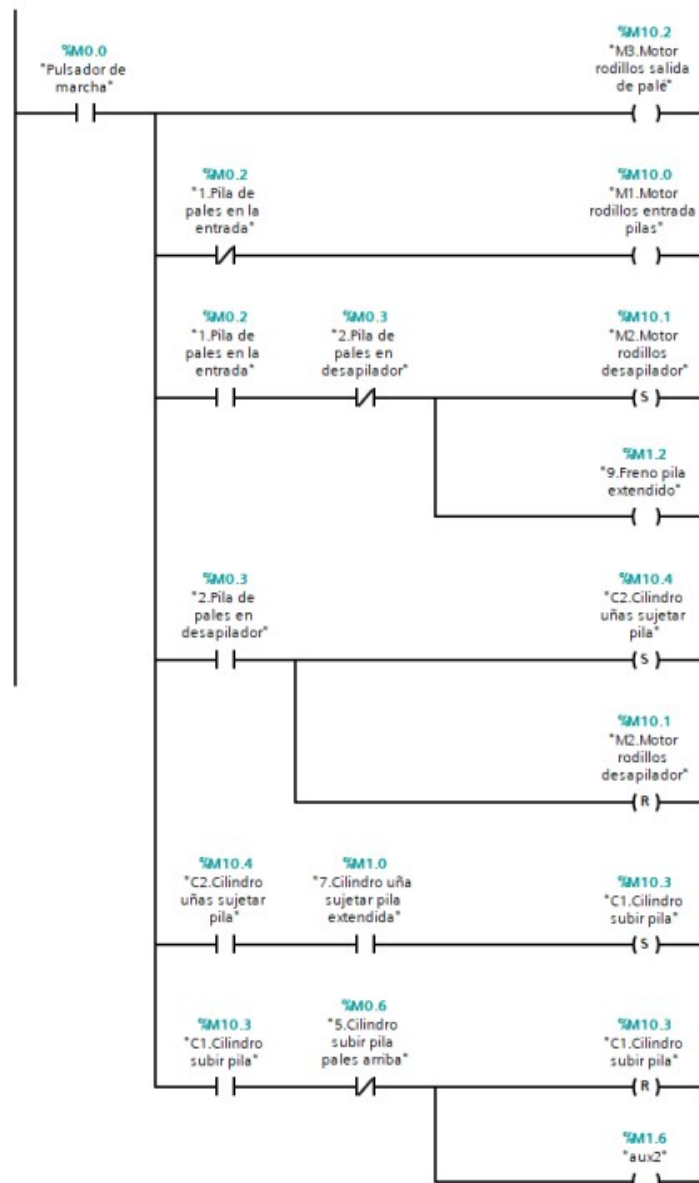 %M0.0
"Pulsador de
marcha"
%M10.2
"M3.Motor
rodillos salida
de palé"
%M0.2
"1.Pila de
pales en la
entrada"
%M10.0
"M1.Motor
rodillos entrada
pilas"
%M0.2
"1.Pila de
pales en la
entrada"
%M0.3
"2.Pila de
pales en
desapilador"
%M10.1
"M2.Motor
rodillos
desapilador"
S
%M1.2
"9.Freno pila
extendido"
%M0.3
"2.Pila de
pales en
desapilador"
%M10.4
"C2.Cilindro
uñas sujetar
pila"
S
%M10.1
"M2.Motor
rodillos
desapilador"
R
%M10.4
"C2.Cilindro
uñas sujetar
pila"
%M1.0
"7.Cilindro uña
sujetar pila
extendida"
%M10.3
"C1.Cilindro
subir pila"
S
%M10.3
"C1.Cilindro
subir pila"
%M0.6
"5.Cilindro
subir pila
pales arriba"
%M10.3
"C1.Cilindro
subir pila"
R
%M1.6
"aux2"